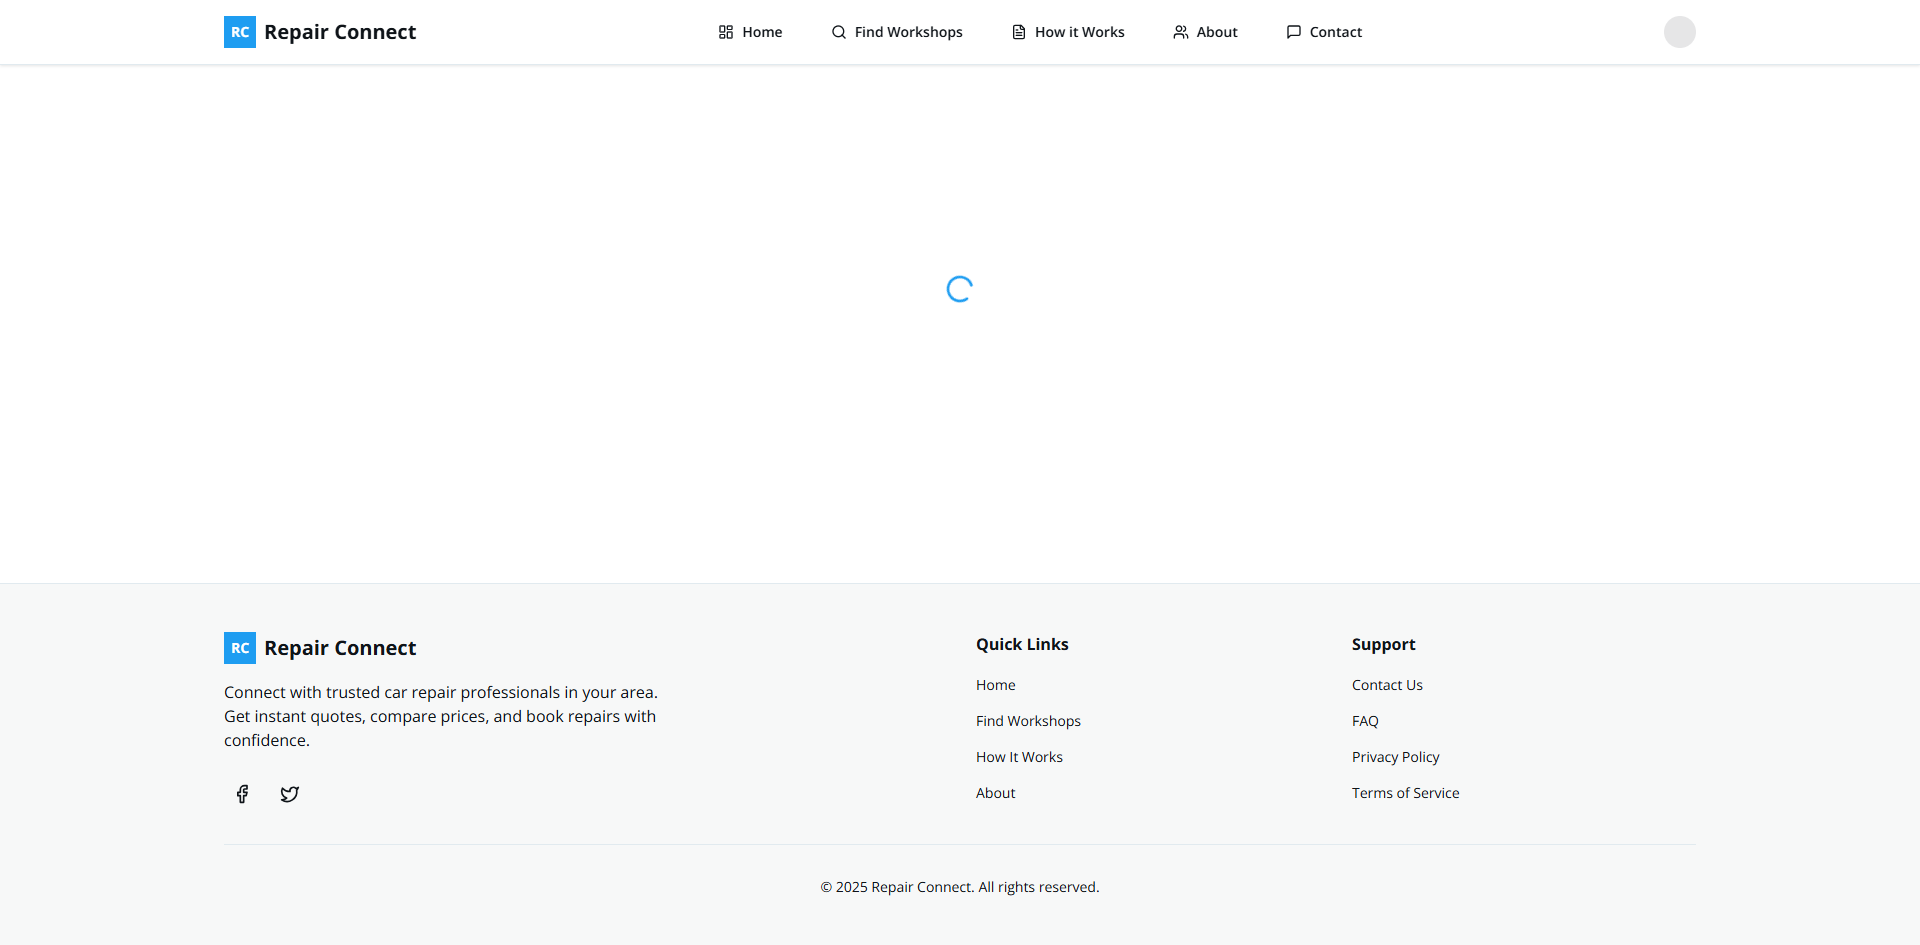 RC Repair Connect
Home
Find Workshops
How it Works
About
Contact
RC Repair Connect
Connect with trusted car repair professionals in your area.
Get instant quotes, compare prices, and book repairs with
confidence.
Quick Links
Home
Find Workshops
How It Works
About
Support
Contact Us
FAQ
Privacy Policy
Terms of Service
© 2025 Repair Connect. All rights reserved.